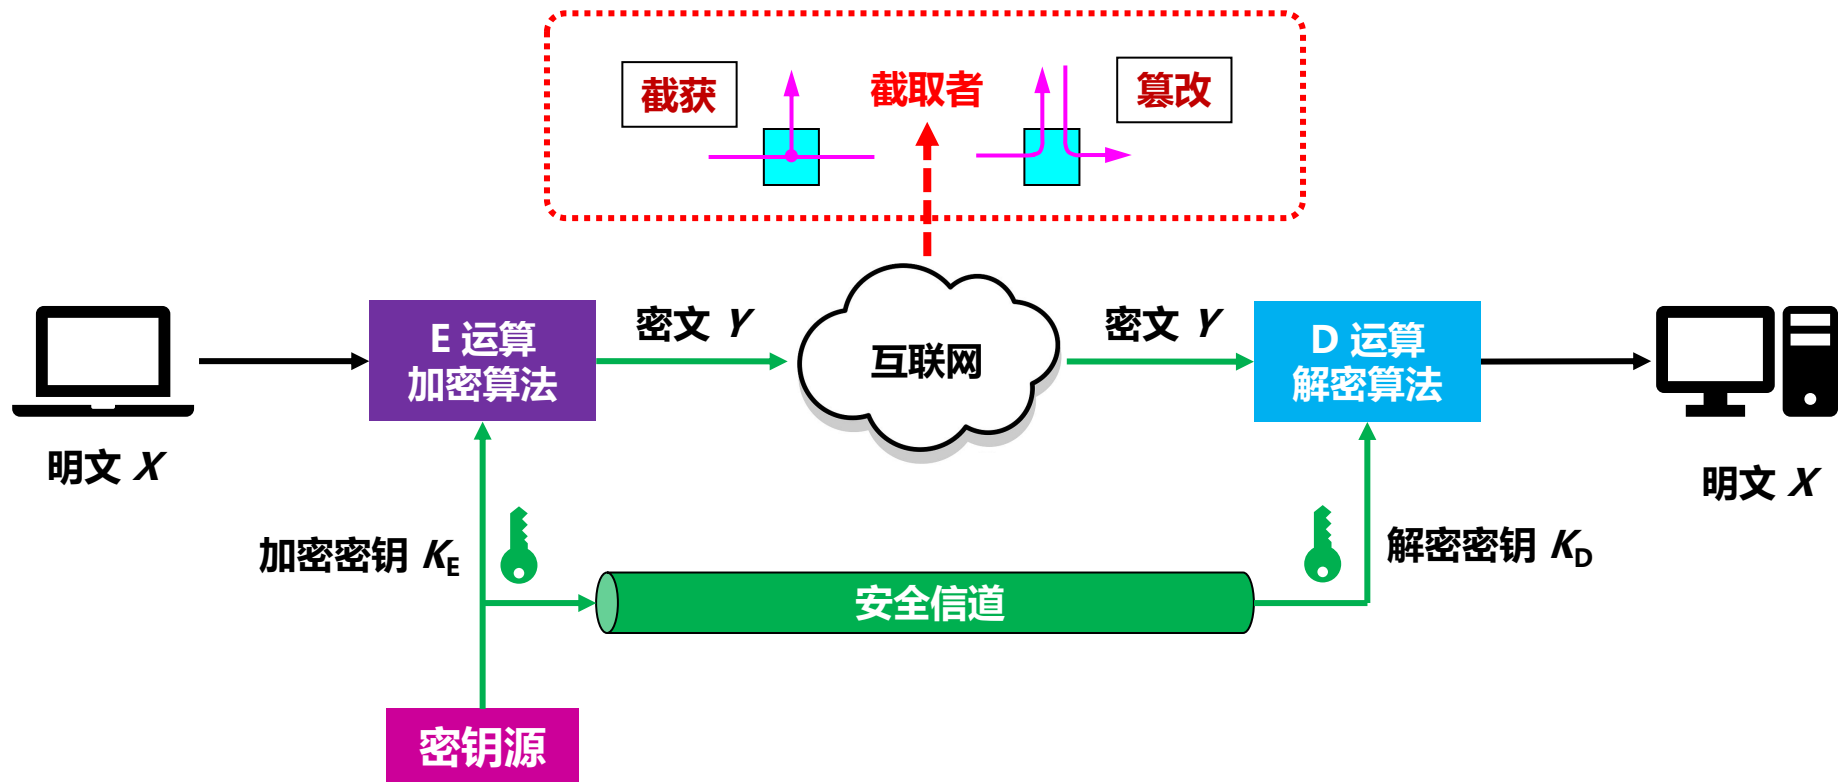 截获
截取者
篡改
E 运算
加密算法
密文 Y
互联网
密文 Y
D 运算
解密算法
明文 X
明文 X
加密密钥 KE
解密密钥 KD
安全信道
密钥源